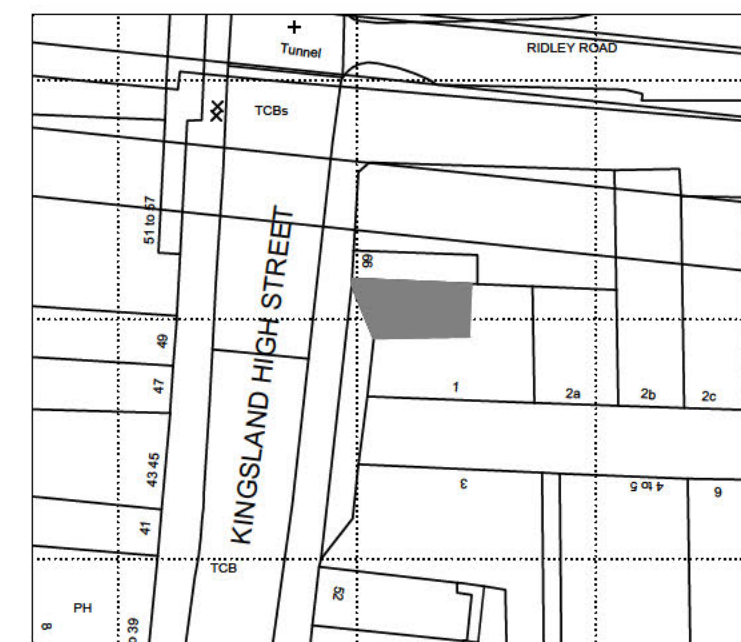 +
Tunnel
RIDLEY ROAD
TCBs
51 to 57
66
KINGSLAND HIGH STREET
49
47
1
2a
2b
2c
43 45
3
4 to 5
6
41
TCB
52
PH
8
o 39